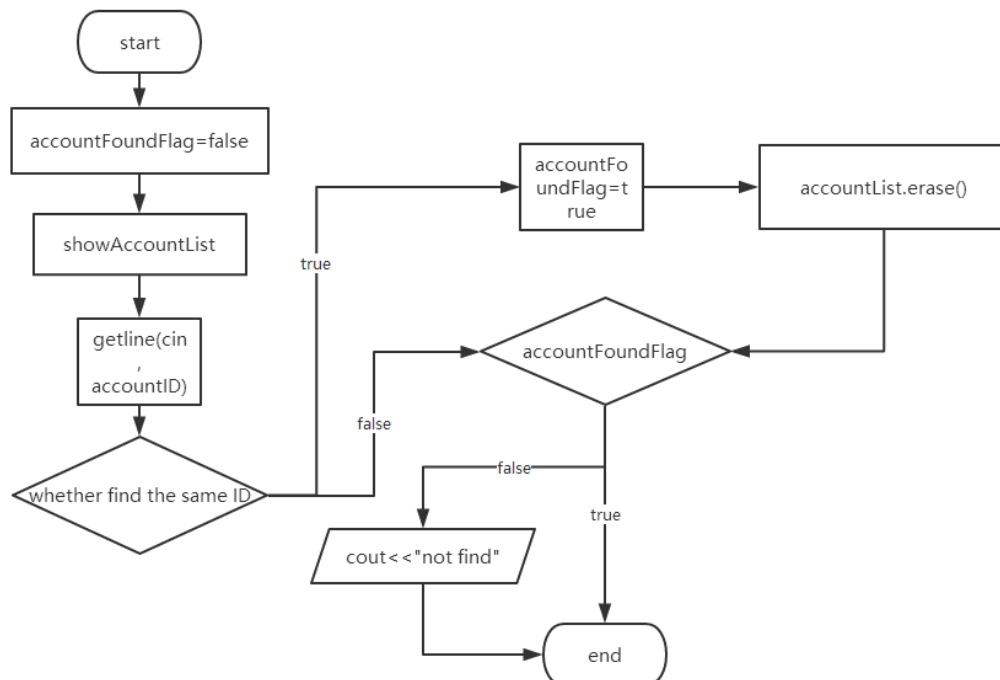 start
accountFoundFlag=false
showAccountList
getline(cin
,
accountID)
whether find the same ID
true
false
accountFo
undFlag=t
rue
accountList.erase()
accountFoundFlag
false
true
cout<<"not find"
end